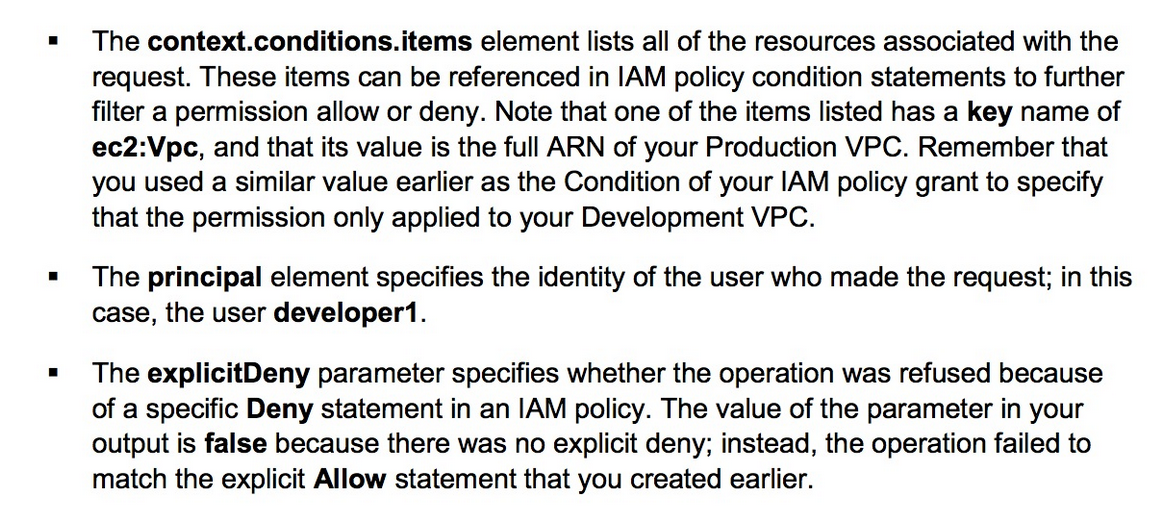 ▪ The context.conditions.items element lists all of the resources associated with the
request. These items can be referenced in IAM policy condition statements to further
filter a permission allow or deny. Note that one of the items listed has a key name of
ec2:Vpc, and that its value is the full ARN of your Production VPC. Remember that
you used a similar value earlier as the Condition of your IAM policy grant to specify
that the permission only applied to your Development VPC.
▪ The principal element specifies the identity of the user who made the request; in this
case, the user developer1.
▪ The explicitDeny parameter specifies whether the operation was refused because
of a specific Deny statement in an IAM policy. The value of the parameter in your
output is false because there was no explicit deny; instead, the operation failed to
match the explicit Allow statement that you created earlier.